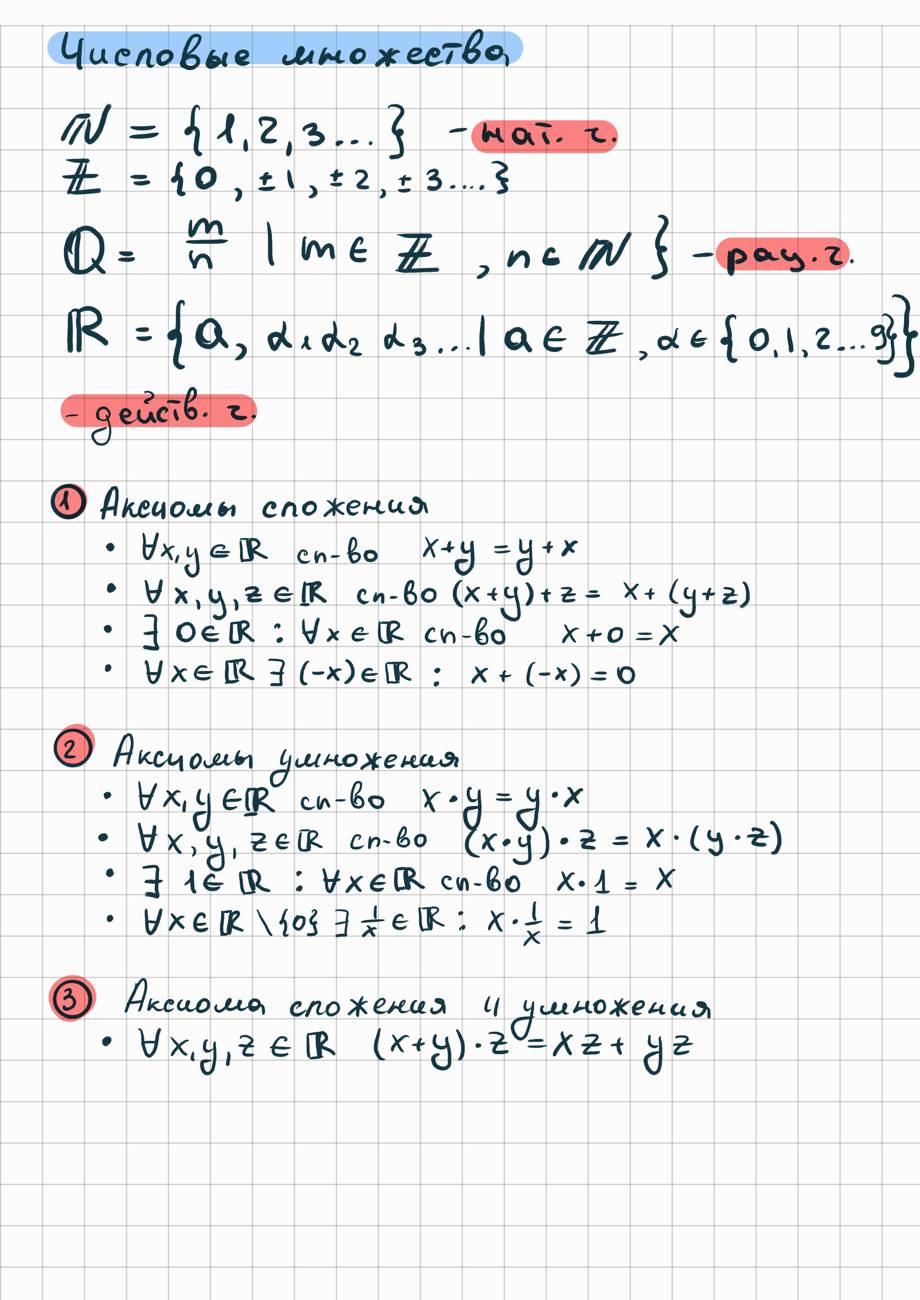 Числовые множества
ℕ = {1, 2, 3...} - нат. ч.
ℤ = {0, ±1, ±2, ±3....}
ℚ = m/n | m ∈ ℤ, n ∈ ℕ } - рац. ч.
ℝ = {a, α₁ α₂ α₃... | a ∈ ℤ, α ∈ {0, 1, 2...9}}
- действ. ч.
① Аксиомы сложения
• ∀x, y ∈ ℝ сп-во x+y = y+x
• ∀x, y, z ∈ ℝ сп-во (x+y)+z = x+(y+z)
• ∃ 0 ∈ ℝ : ∀x ∈ ℝ сп-во x+0 = x
• ∀x ∈ ℝ ∃ (-x) ∈ ℝ : x + (-x) = 0
② Аксиомы умножения
• ∀x, y ∈ ℝ сп-во x·y = y·x
• ∀x, y, z ∈ ℝ сп-во (x·y)·z = x·(y·z)
• ∃ 1 ∈ ℝ : ∀x ∈ ℝ сп-во x·1 = x
• ∀x ∈ ℝ \ {0} ∃ 1/x ∈ ℝ : x · 1/x = 1
③ Аксиома сложения и умножения
• ∀x, y, z ∈ ℝ (x+y)·z = xz + yz